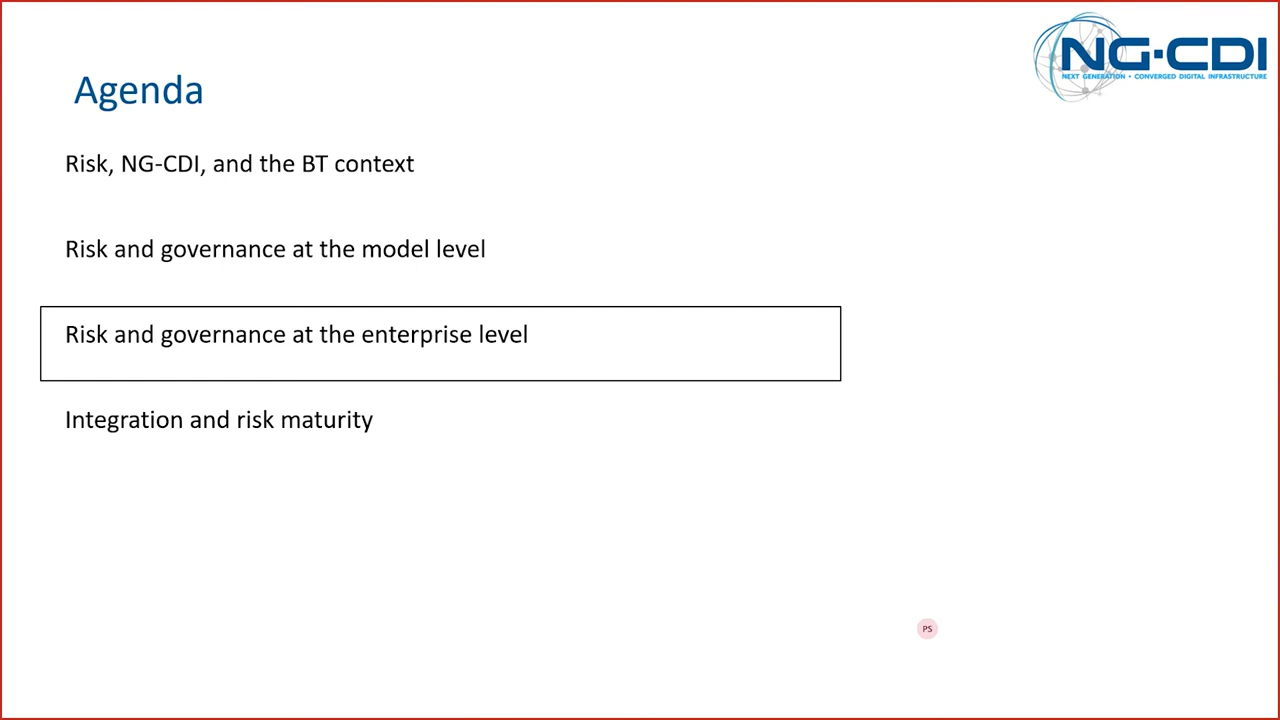 NG-CDI
NEXT GENERATION • CONVERGED DIGITAL INFRASTRUCTURE
Agenda
Risk, NG-CDI, and the BT context
Risk and governance at the model level
Risk and governance at the enterprise level
Integration and risk maturity
PS